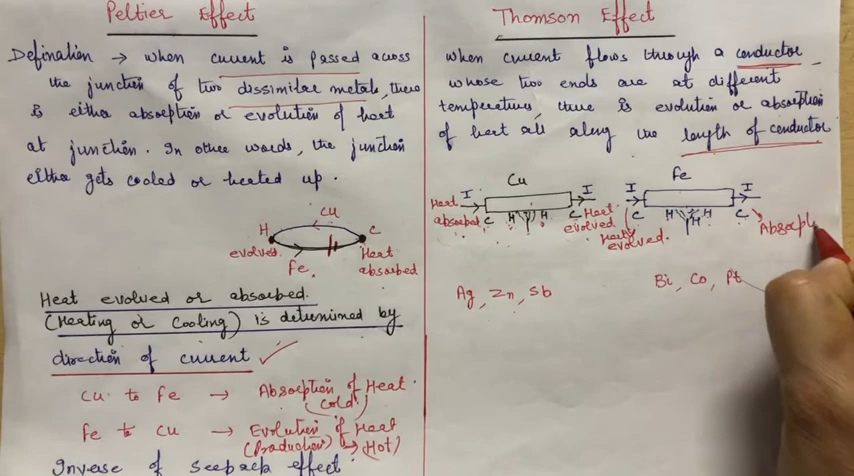 Peltier Effect
Defination → When current is passed across
the junction of two dissimilar metals, there
is either absorption or evolution of heat
at junction. In other words, the junction
either gets cooled or heated up.
Cu
H
C
evolved
Fe
Heat
absorbed
Heat evolved or absorbed.
(Heating or Cooling) is determined by
direction of current ✓
Cu to Fe → Absorption of Heat.
(cold)
Fe to Cu → Evolution of Heat
(Production) ↳ (Hot)
Inverse of Seeback effect.
Thomson Effect
When current flows through a conductor
whose two ends are at different
temperatures, there is evolution or absorption
of heat all along the length of conductor
Cu
I
I
Heat
absorbed
C
H
H
C
Heat
evolved
Fe
I
I
C
H
H
H
C
Heat
evolved.
Absorpti
Ag, Zn, Sb
Bi, Co, Pt